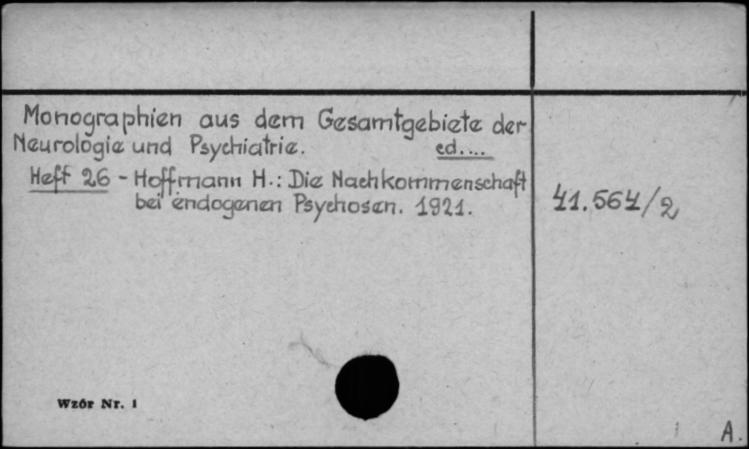 Monographien aus dem Gesamtgebiete der
Neurologie und Psychiatrie. ed....
Heft 26 - Hoffmann H.: Die Nachkommenschaft
bei endogenen Psychosen. 1921.
41.564/2
Wzór Nr. 1
A.